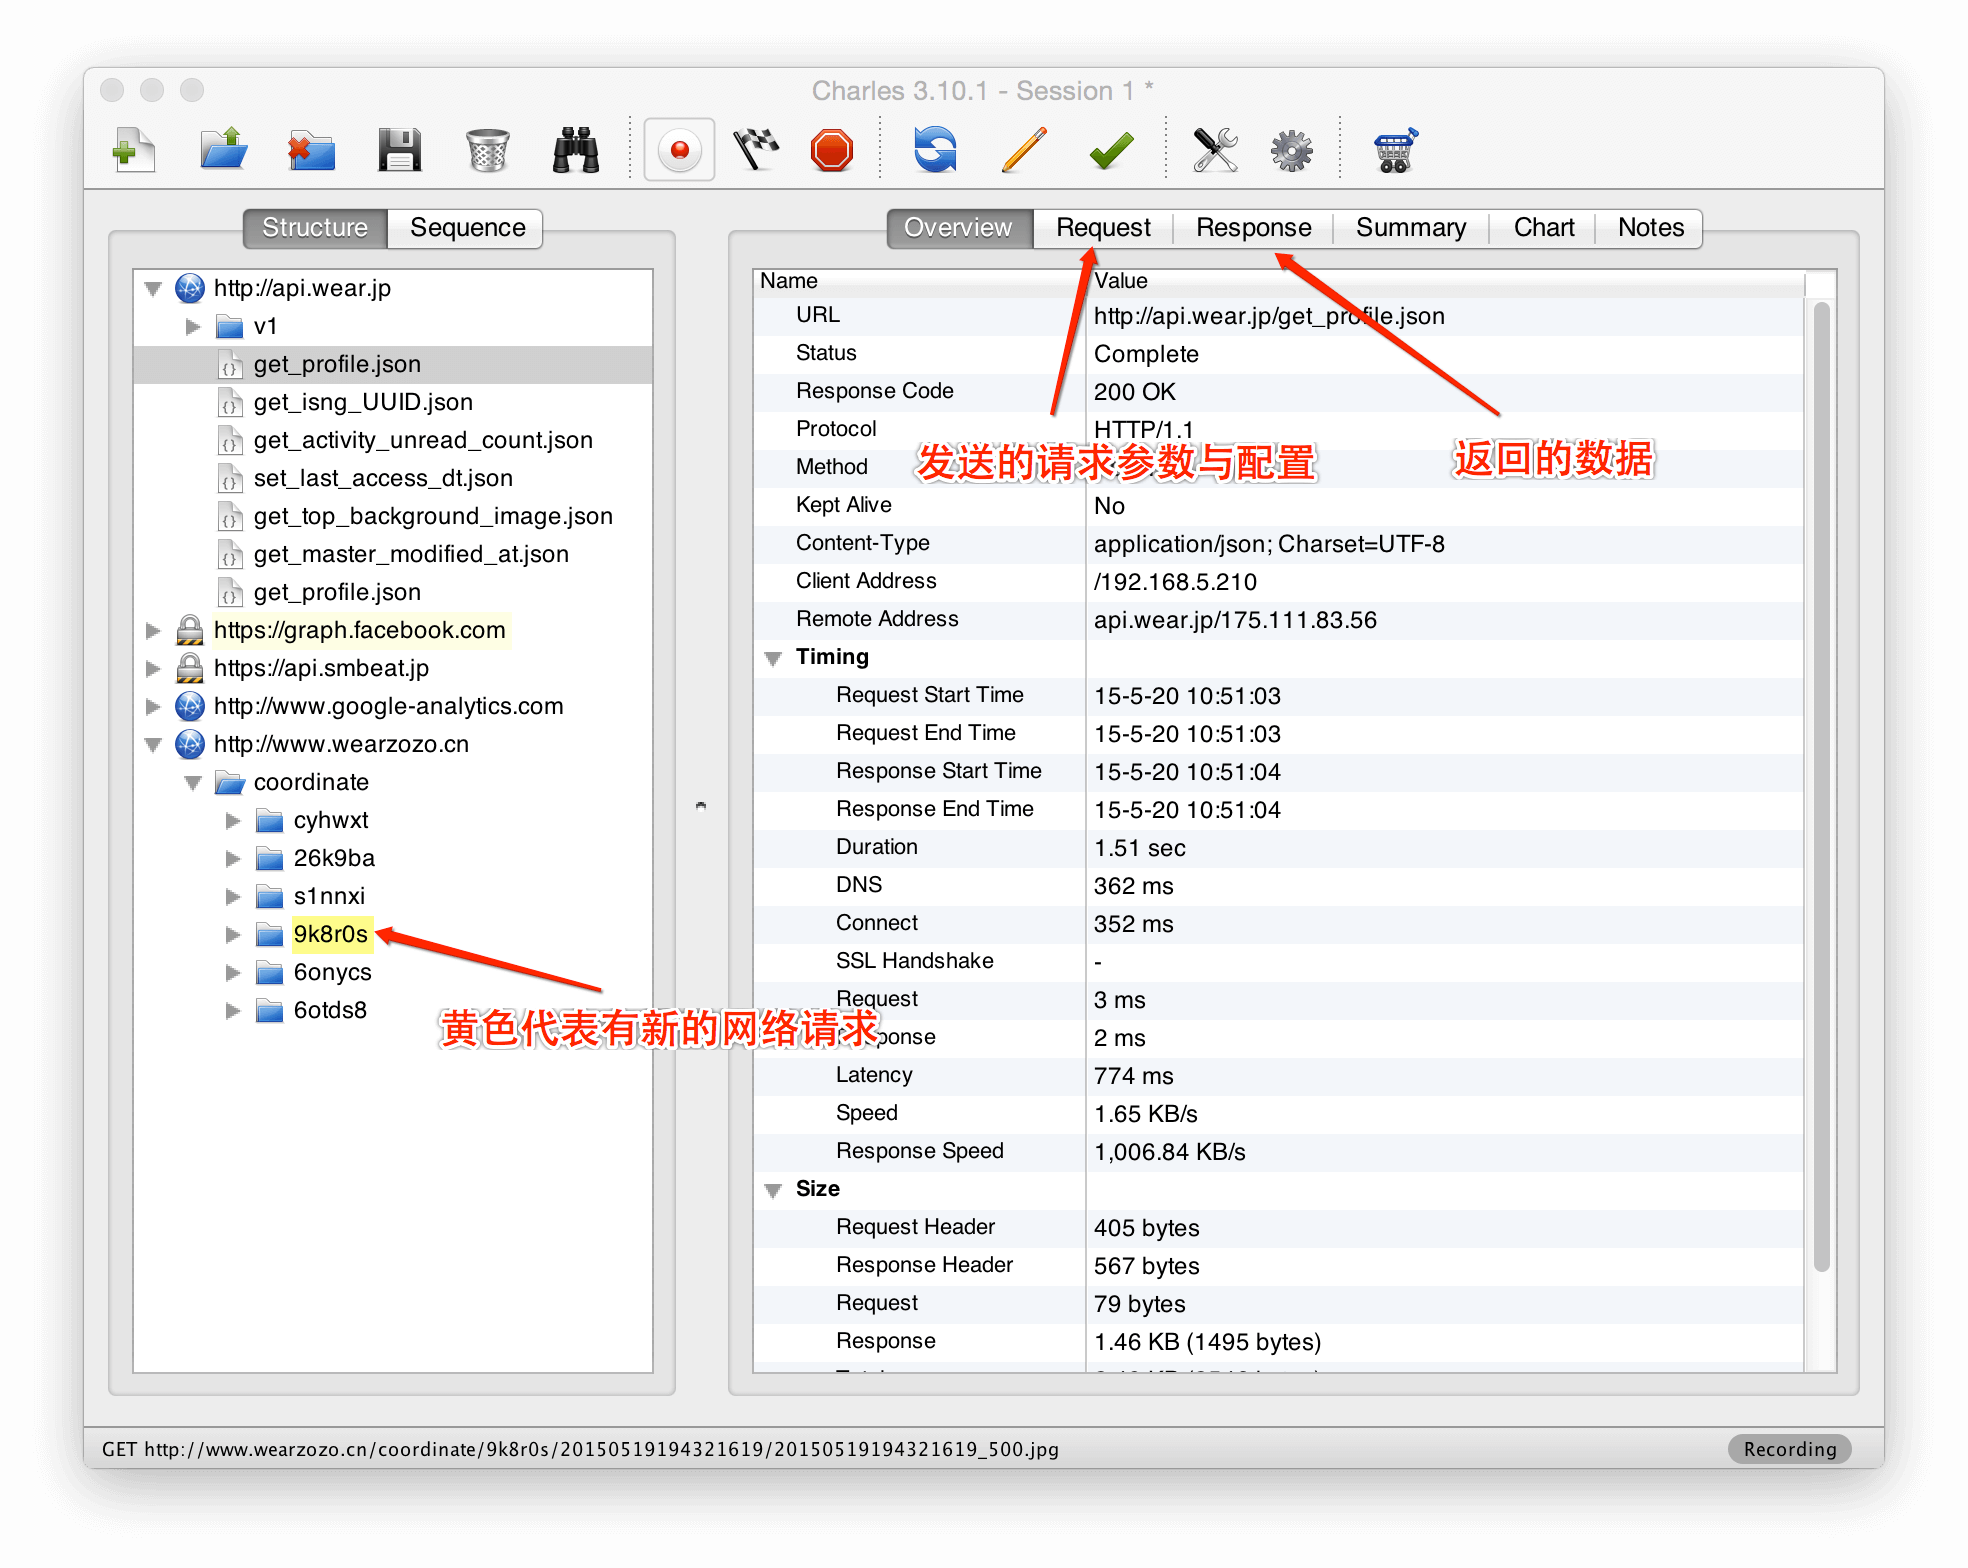 Charles 3.10.1 - Session 1 *
Structure
Sequence
http://api.wear.jp
v1
get_profile.json
get_isng_UUID.json
get_activity_unread_count.json
set_last_access_dt.json
get_top_background_image.json
get_master_modified_at.json
get_profile.json
https://graph.facebook.com
https://api.smbeat.jp
http://www.google-analytics.com
http://www.wearzozo.cn
coordinate
cyhwxt
26k9ba
s1nnxi
9k8r0s
6onycs
6otds8
黄色代表有新的网络请求
Overview
Request
Response
Summary
Chart
Notes
Name Value
URL http://api.wear.jp/get_profile.json
Status Complete
Response Code 200 OK
Protocol HTTP/1.1
发送的请求参数与配置
返回的数据
Method
Kept Alive No
Content-Type application/json; Charset=UTF-8
Client Address /192.168.5.210
Remote Address api.wear.jp/175.111.83.56
Timing
Request Start Time 15-5-20 10:51:03
Request End Time 15-5-20 10:51:03
Response Start Time 15-5-20 10:51:04
Response End Time 15-5-20 10:51:04
Duration 1.51 sec
DNS 362 ms
Connect 352 ms
SSL Handshake -
Request 3 ms
Response 2 ms
Latency 774 ms
Speed 1.65 KB/s
Response Speed 1,006.84 KB/s
Size
Request Header 405 bytes
Response Header 567 bytes
Request 79 bytes
Response 1.46 KB (1495 bytes)
GET http://www.wearzozo.cn/coordinate/9k8r0s/20150519194321619/20150519194321619_500.jpg
Recording